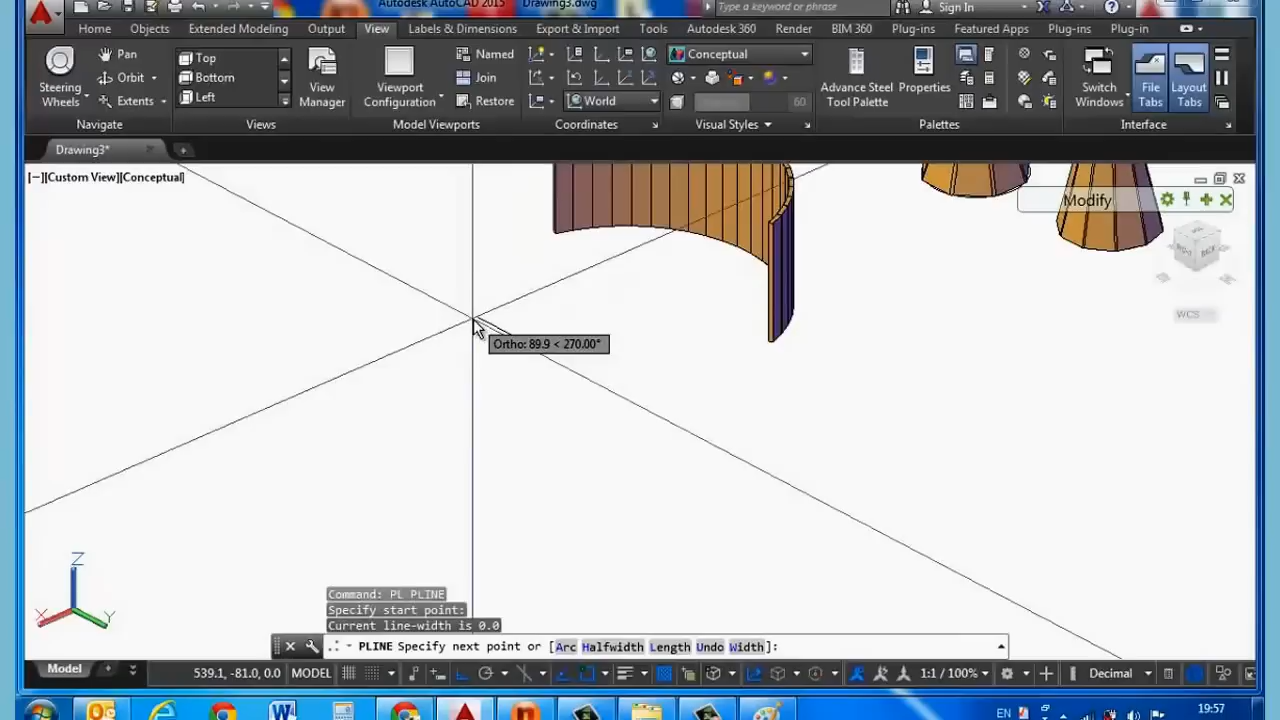 Autodesk AutoCAD 2015 Drawing3.dwg
Type a keyword or phrase
Sign In
Home Objects Extended Modeling Output View Labels & Dimensions Export & Import Tools Autodesk 360 Render BIM 360 Plug-ins Featured Apps Plug-ins Plug-in
Steering Wheels
Pan
Orbit
Extents
Navigate
Top
Bottom
Left
Views
View Manager
Viewport Configuration
Named
Join
Restore
Model Viewports
World
Coordinates
Conceptual
60
Visual Styles
Advance Steel Tool Palette
Properties
Palettes
Switch Windows
File Tabs
Layout Tabs
Interface
Drawing3*
[−][Custom View][Conceptual]
Modify
BACK
WCS
Ortho: 89.9 < 270.00°
Z
X
Y
Command: PL PLINE
Specify start point:
Current line-width is 0.0
PLINE Specify next point or [Arc Halfwidth Length Undo Width]:
Model
539.1, -81.0, 0.0 MODEL
1:1 / 100%
Decimal
EN
19:57